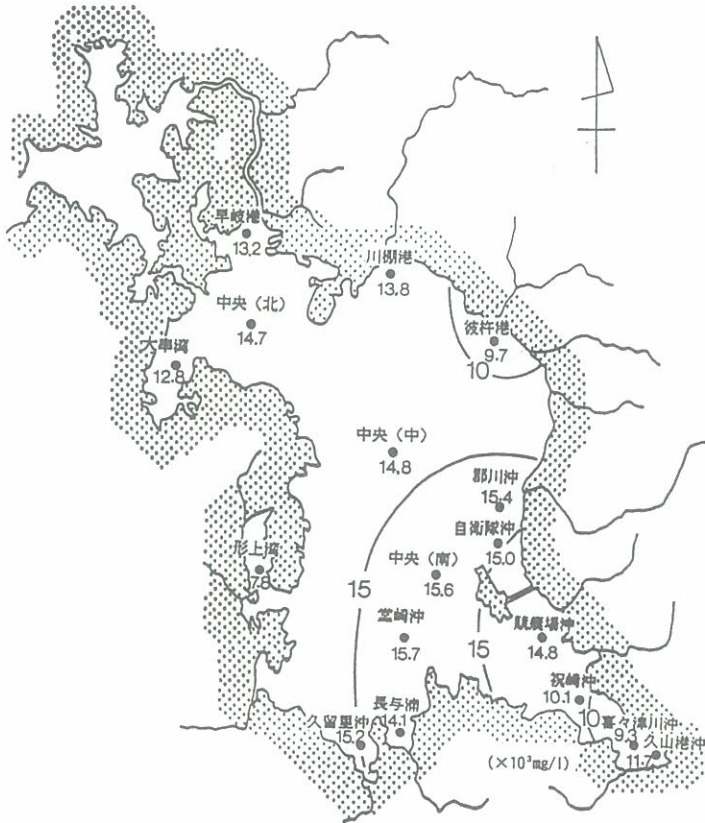 早岐港
13.2
川棚港
13.8
中央（北）
14.7
彼杵港
9.7
10
大串湾
12.8
中央（中）
14.8
郡川沖
15.4
自衛隊沖
15.0
形上湾
7.8
中央（南）
15.6
15
堂崎沖
15.7
15
競艇場沖
14.8
祝崎沖
10.1
長与浦
14.1
久留里沖
15.2
10
喜々津川沖
9.3
久山港沖
11.7
(×10³mg/l)